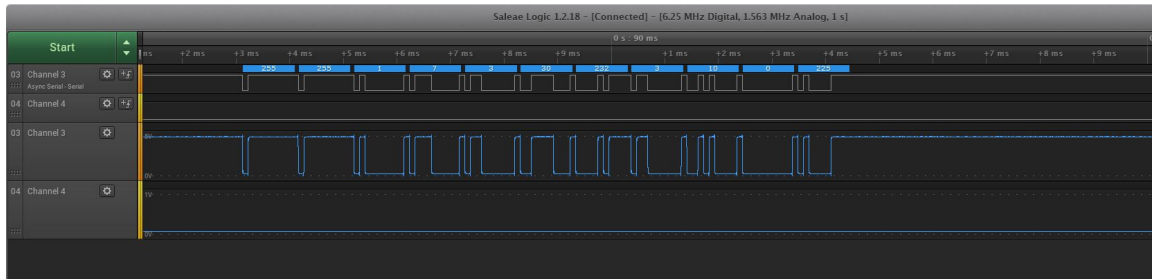 Saleae Logic 1.2.18 - [Connected] - [6.25 MHz Digital, 1.563 MHz Analog, 1 s]
Start
0 s : 90 ms
+2 ms +3 ms +4 ms +5 ms +6 ms +7 ms +8 ms +9 ms +1 ms +2 ms +3 ms +4 ms +5 ms +6 ms +7 ms +8 ms +9 ms
03 Channel 3
Async Serial - Serial
255 255 1 7 3 30 232 3 10 0 225
04 Channel 4
03 Channel 3
5V
0V
04 Channel 4
1V
0V